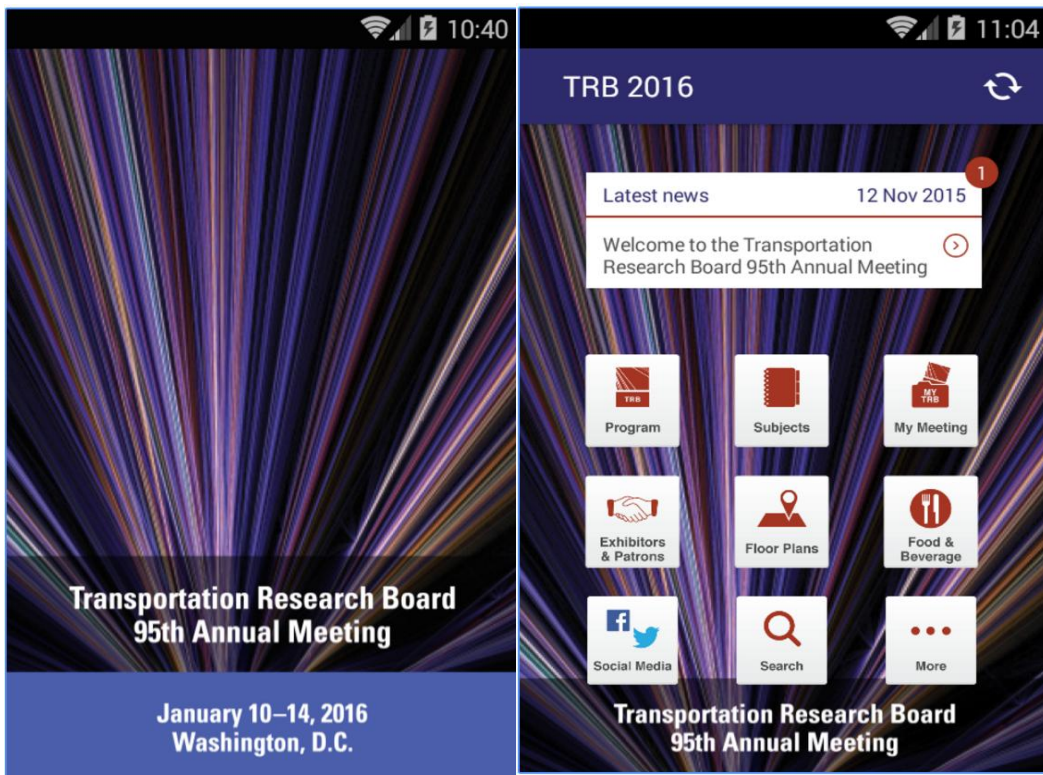 10:40
Transportation Research Board
95th Annual Meeting
January 10–14, 2016
Washington, D.C.
11:04
TRB 2016
1
Latest news 12 Nov 2015
Welcome to the Transportation
Research Board 95th Annual Meeting
TRB
Program
Subjects
MY
TRB
My Meeting
Exhibitors
& Patrons
Floor Plans
Food &
Beverage
f
Social Media
Search
More
Transportation Research Board
95th Annual Meeting